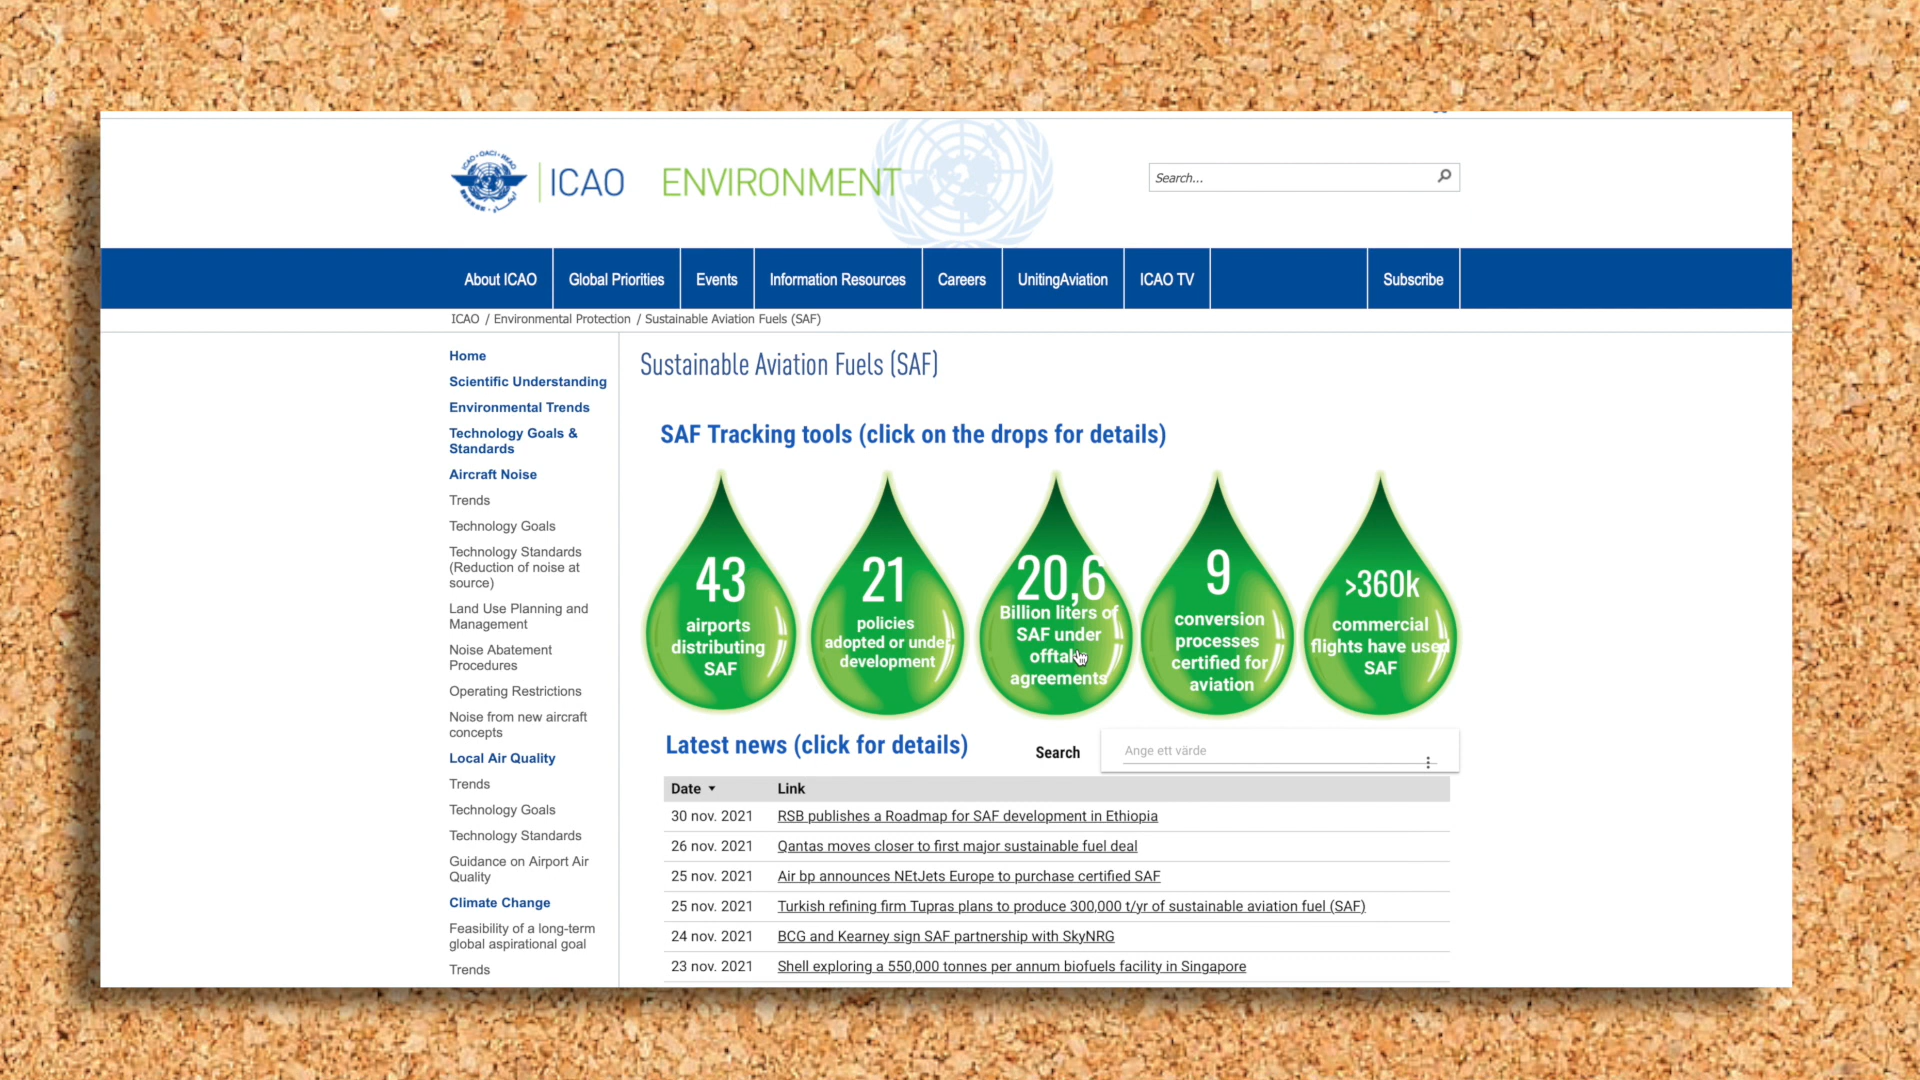 ICAO ENVIRONMENT
Search...
About ICAO
Global Priorities
Events
Information Resources
Careers
UnitingAviation
ICAO TV
Subscribe
ICAO / Environmental Protection / Sustainable Aviation Fuels (SAF)
Home
Scientific Understanding
Environmental Trends
Technology Goals &
Standards
Aircraft Noise
Trends
Technology Goals
Technology Standards
(Reduction of noise at
source)
Land Use Planning and
Management
Noise Abatement
Procedures
Operating Restrictions
Noise from new aircraft
concepts
Local Air Quality
Trends
Technology Goals
Technology Standards
Guidance on Airport Air
Quality
Climate Change
Feasibility of a long-term
global aspirational goal
Trends
Sustainable Aviation Fuels (SAF)
SAF Tracking tools (click on the drops for details)
43
airports
distributing
SAF
21
policies
adopted or under
development
20,6
Billion liters of
SAF under
agreements
9
conversion
processes
certified for
aviation
>360k
commercial
flights have used
SAF
Latest news (click for details)
Search
Ange ett värde
Date Link
30 nov. 2021 RSB publishes a Roadmap for SAF development in Ethiopia
26 nov. 2021 Qantas moves closer to first major sustainable fuel deal
25 nov. 2021 Air bp announces NEtJets Europe to purchase certified SAF
25 nov. 2021 Turkish refining firm Tupras plans to produce 300,000 t/yr of sustainable aviation fuel (SAF)
24 nov. 2021 BCG and Kearney sign SAF partnership with SkyNRG
23 nov. 2021 Shell exploring a 550,000 tonnes per annum biofuels facility in Singapore